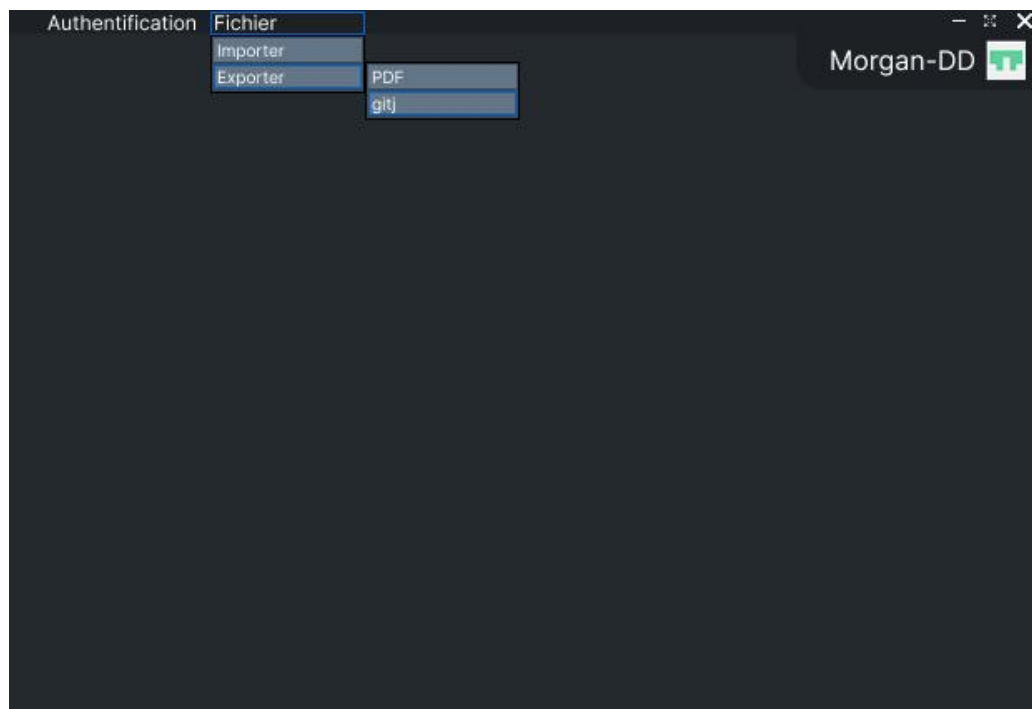 Authentification Fichier
Morgan-DD
Importer
Exporter PDF
gitj